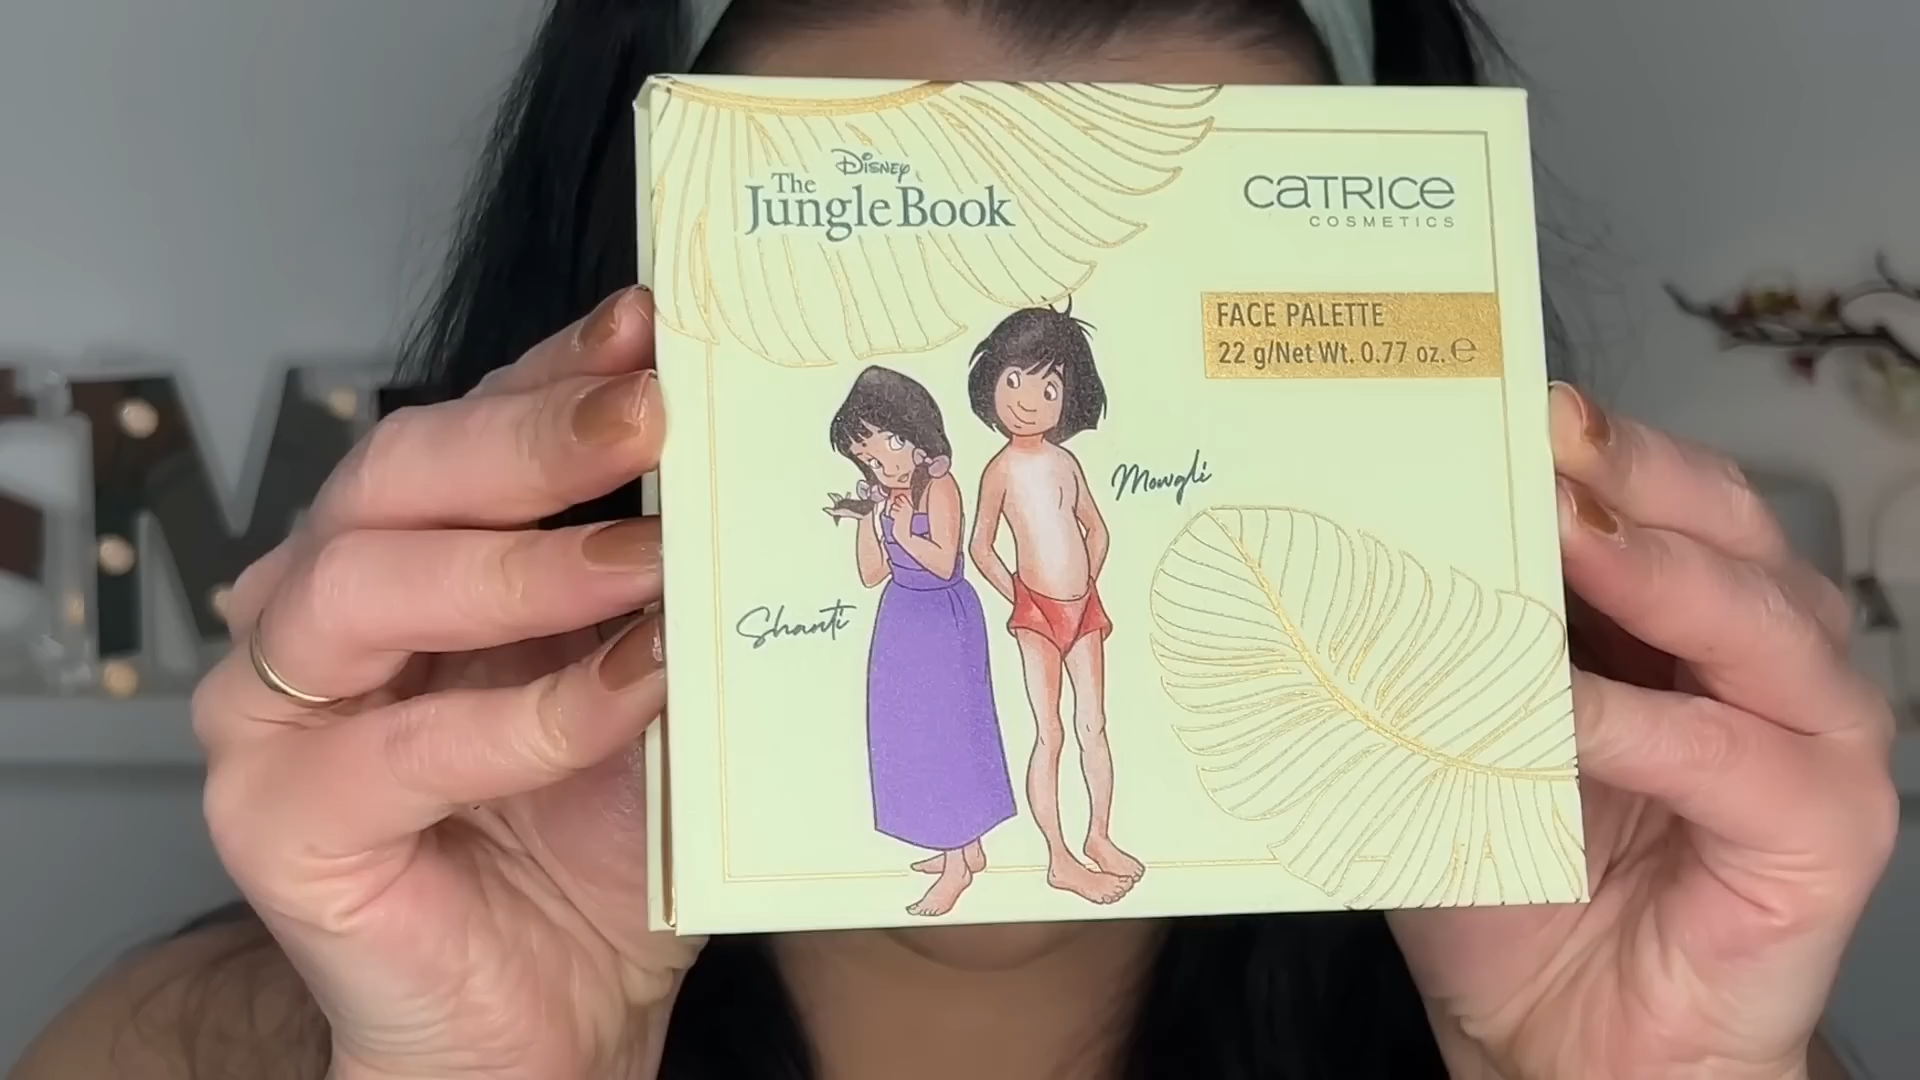 Disney
The
Jungle Book
CATRICE
COSMETICS
FACE PALETTE
22 g/Net Wt. 0.77 oz. ℮
Mowgli
Shanti
M